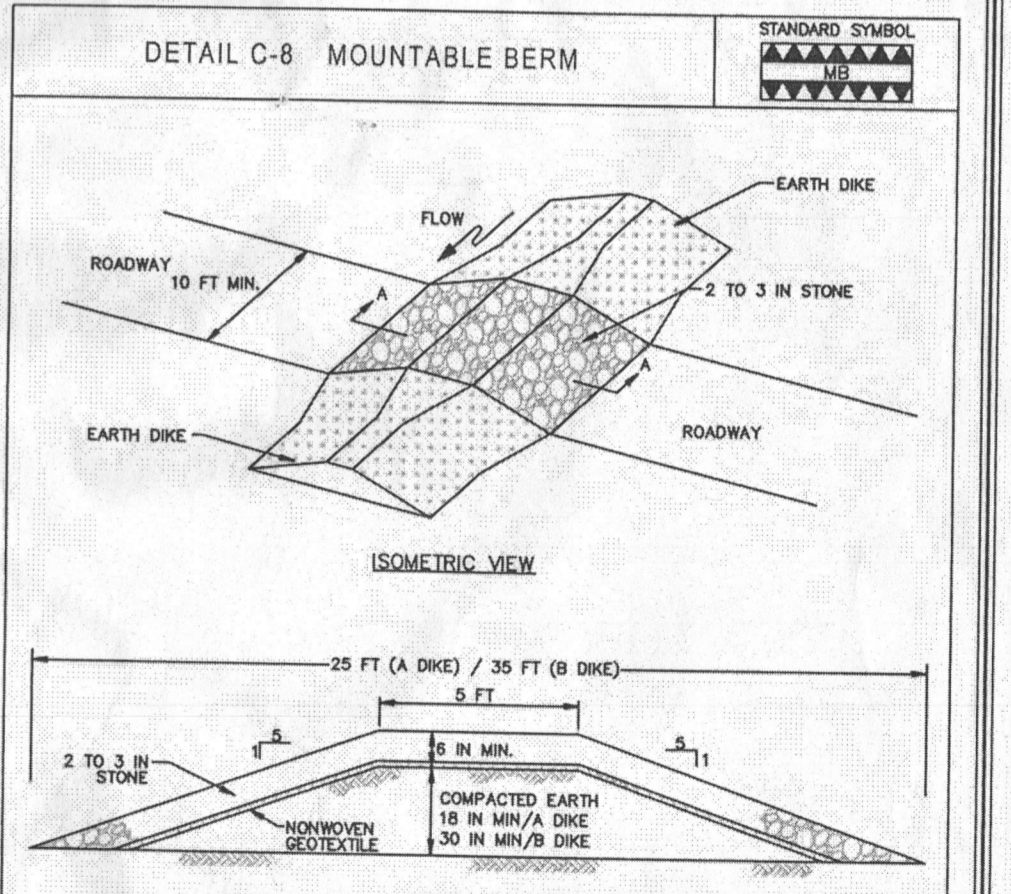 DETAIL C-8 MOUNTABLE BERM
STANDARD SYMBOL
MB
EARTH DIKE
FLOW
ROADWAY
10 FT MIN.
A
2 TO 3 IN STONE
A
EARTH DIKE
ROADWAY
ISOMETRIC VIEW
25 FT (A DIKE) / 35 FT (B DIKE)
5 FT
5
1
6 IN MIN.
5
1
2 TO 3 IN
STONE
COMPACTED EARTH
18 IN MIN/A DIKE
30 IN MIN/B DIKE
NONWOVEN
GEOTEXTILE